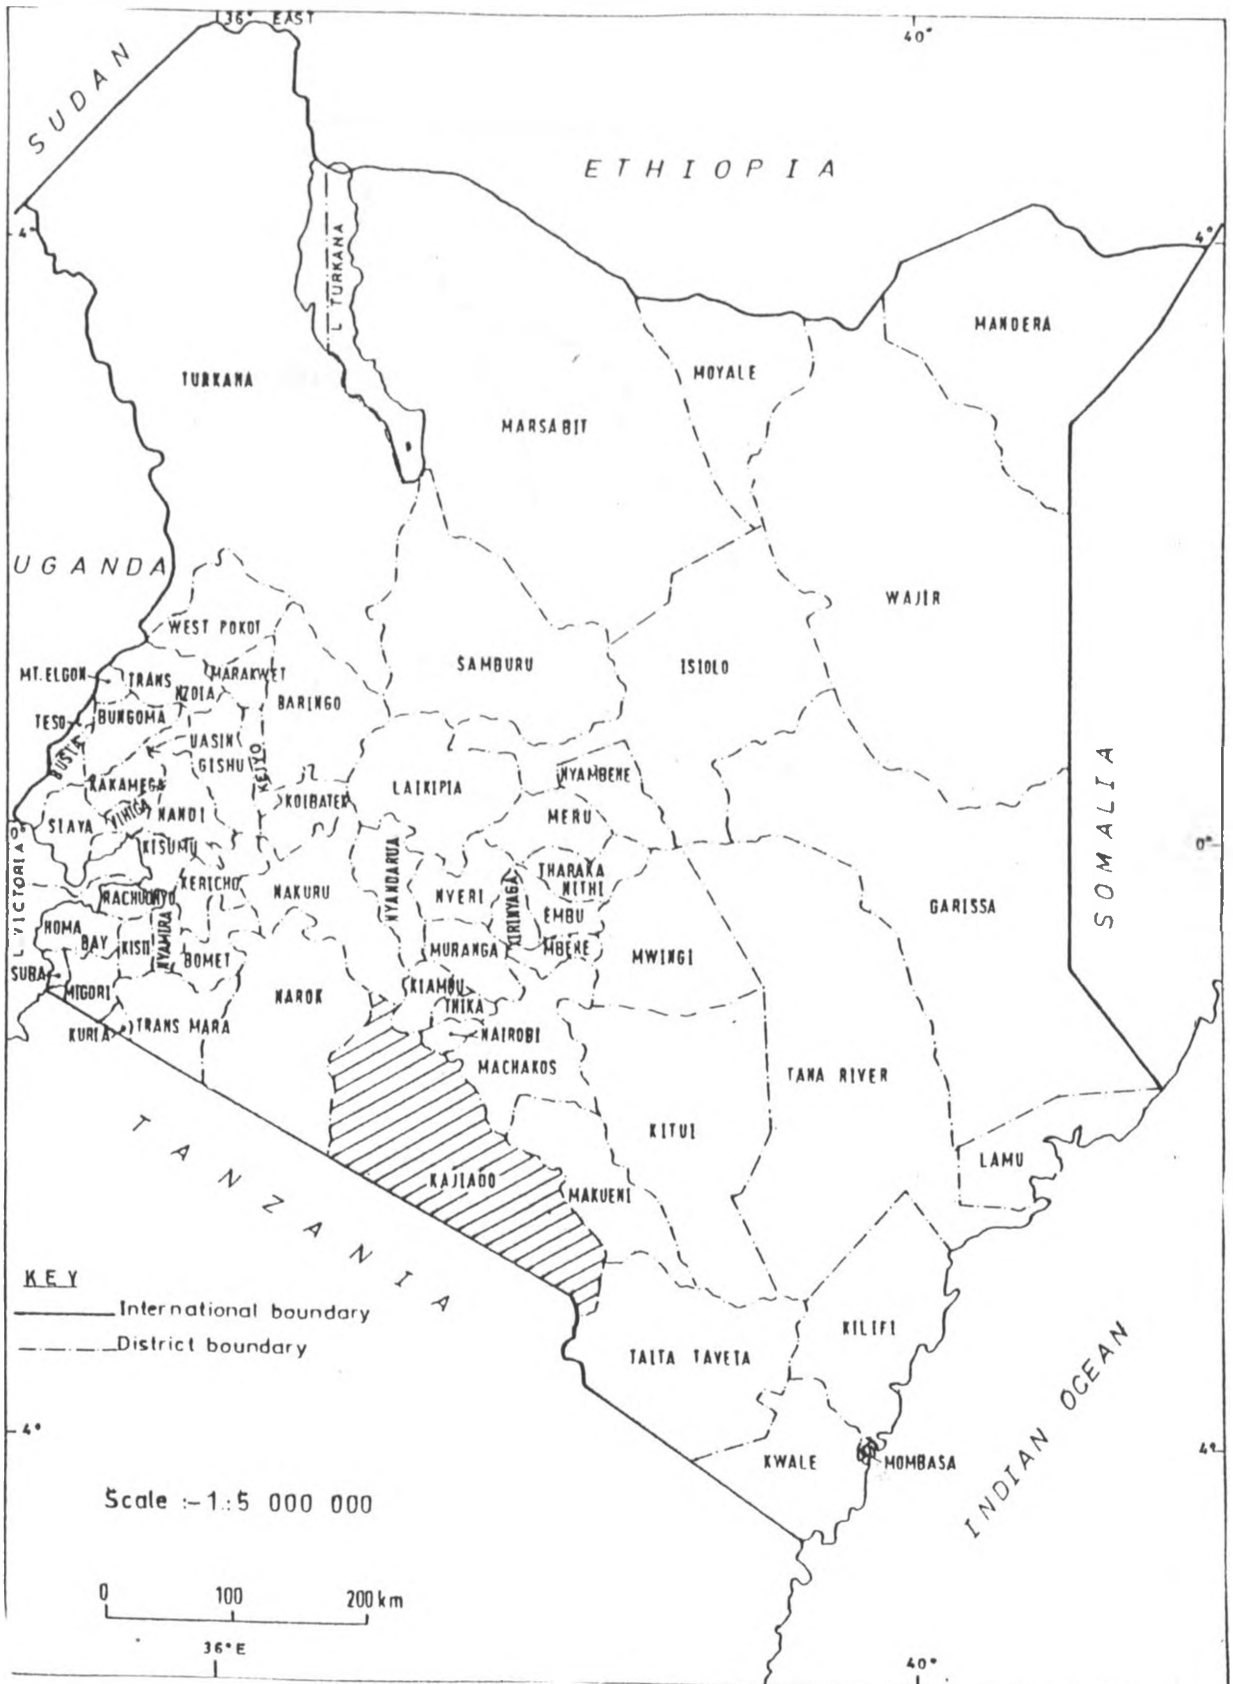 36° EAST
40°
SUDAN
ETHIOPIA
4°
4°
L TURKANA
MANDERA
TURKANA
MOYALE
MARSABIT
UGANDA
WAJIR
WEST POKOT
SAMBURU
ISIOLO
MT. ELGON
TRANS
NZOIA
MARAKWET
BARINGO
TESO
BUNGOMA
BUSIA
UASIN
GISHU
KEIYO
NYAMBENE
KAKAMEGA
KOIBATEK
LAIKIPIA
SIAYA
VIHIGA
NANDI
MERU
SOMALIA
0°
0°
KISUMU
L. VICTORIA
KERICHO
NAKURU
NYANDARUA
NYERI
KIRINYAGA
THARAKA
NITHI
GARISSA
RACHUONYO
EMBU
HOMA
BAY
KISII
NYAMIRA
BOMET
MURANGA
MBERE
MWINGI
SUBA
MIGORI
NAROK
KIAMBU
THIKA
KURIA
TRANS MARA
NAIROBI
MACHAKOS
TANA RIVER
TANZANIA
KITUI
LAMU
KAJIADO
MAKUENI
KEY
International boundary
District boundary
KILIFI
TAITA TAVETA
INDIAN OCEAN
4°
4°
KWALE
MOMBASA
Scale :- 1:5 000 000
0 100 200 km
36°E
40°